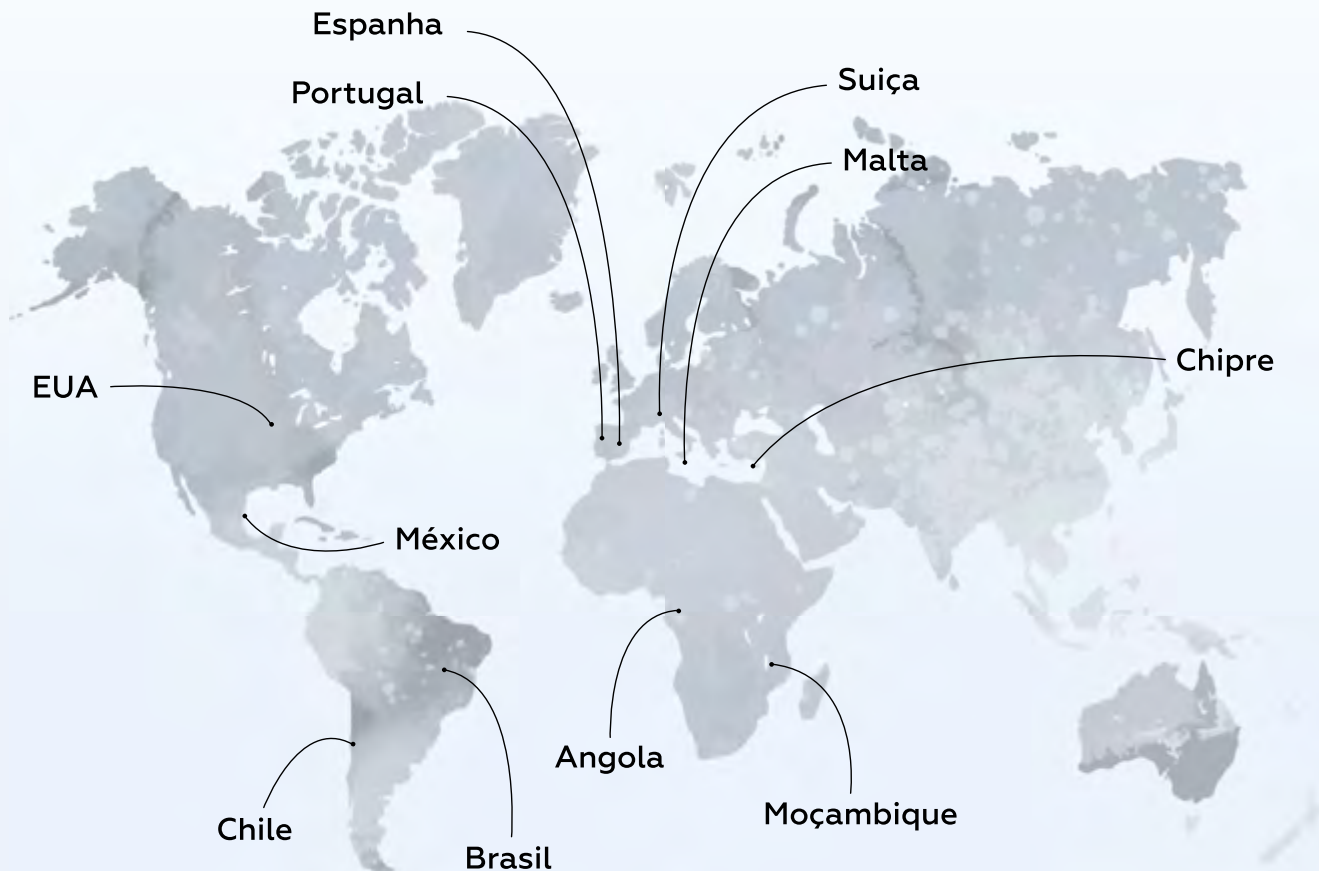 Espanha
Portugal
Suiça
Malta
Chipre
EUA
México
Angola
Moçambique
Chile
Brasil